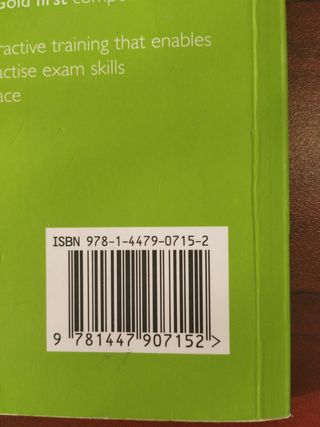 Gold first compo
ractive training that enables
actise exam skills
ace
ISBN 978-1-4479-0715-2
9 781447 907152 >